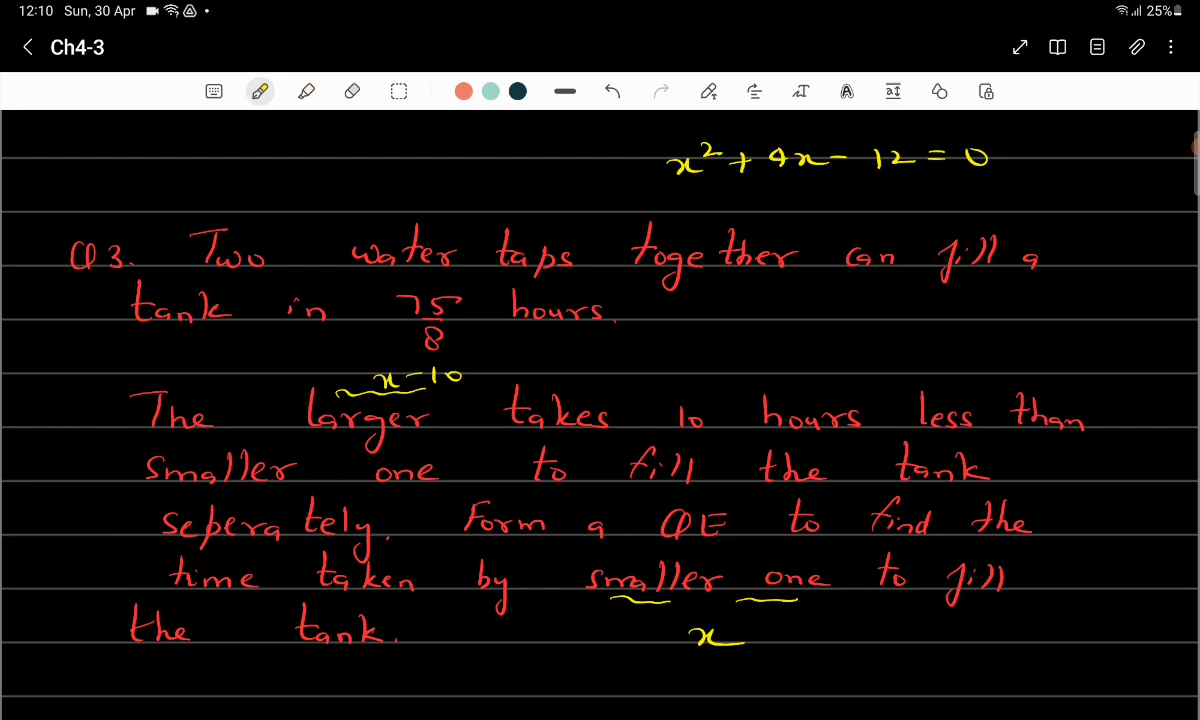 12:10 Sun, 30 Apr
25%
Ch4-3
x² + 4x - 12 = 0
Q3. Two water taps together can fill a
tank in 75/8 hours.
x-10
The larger takes 10 hours less than
smaller one to fill the tank
seperately. Form a QE to find the
time taken by smaller one to fill
the tank.
x